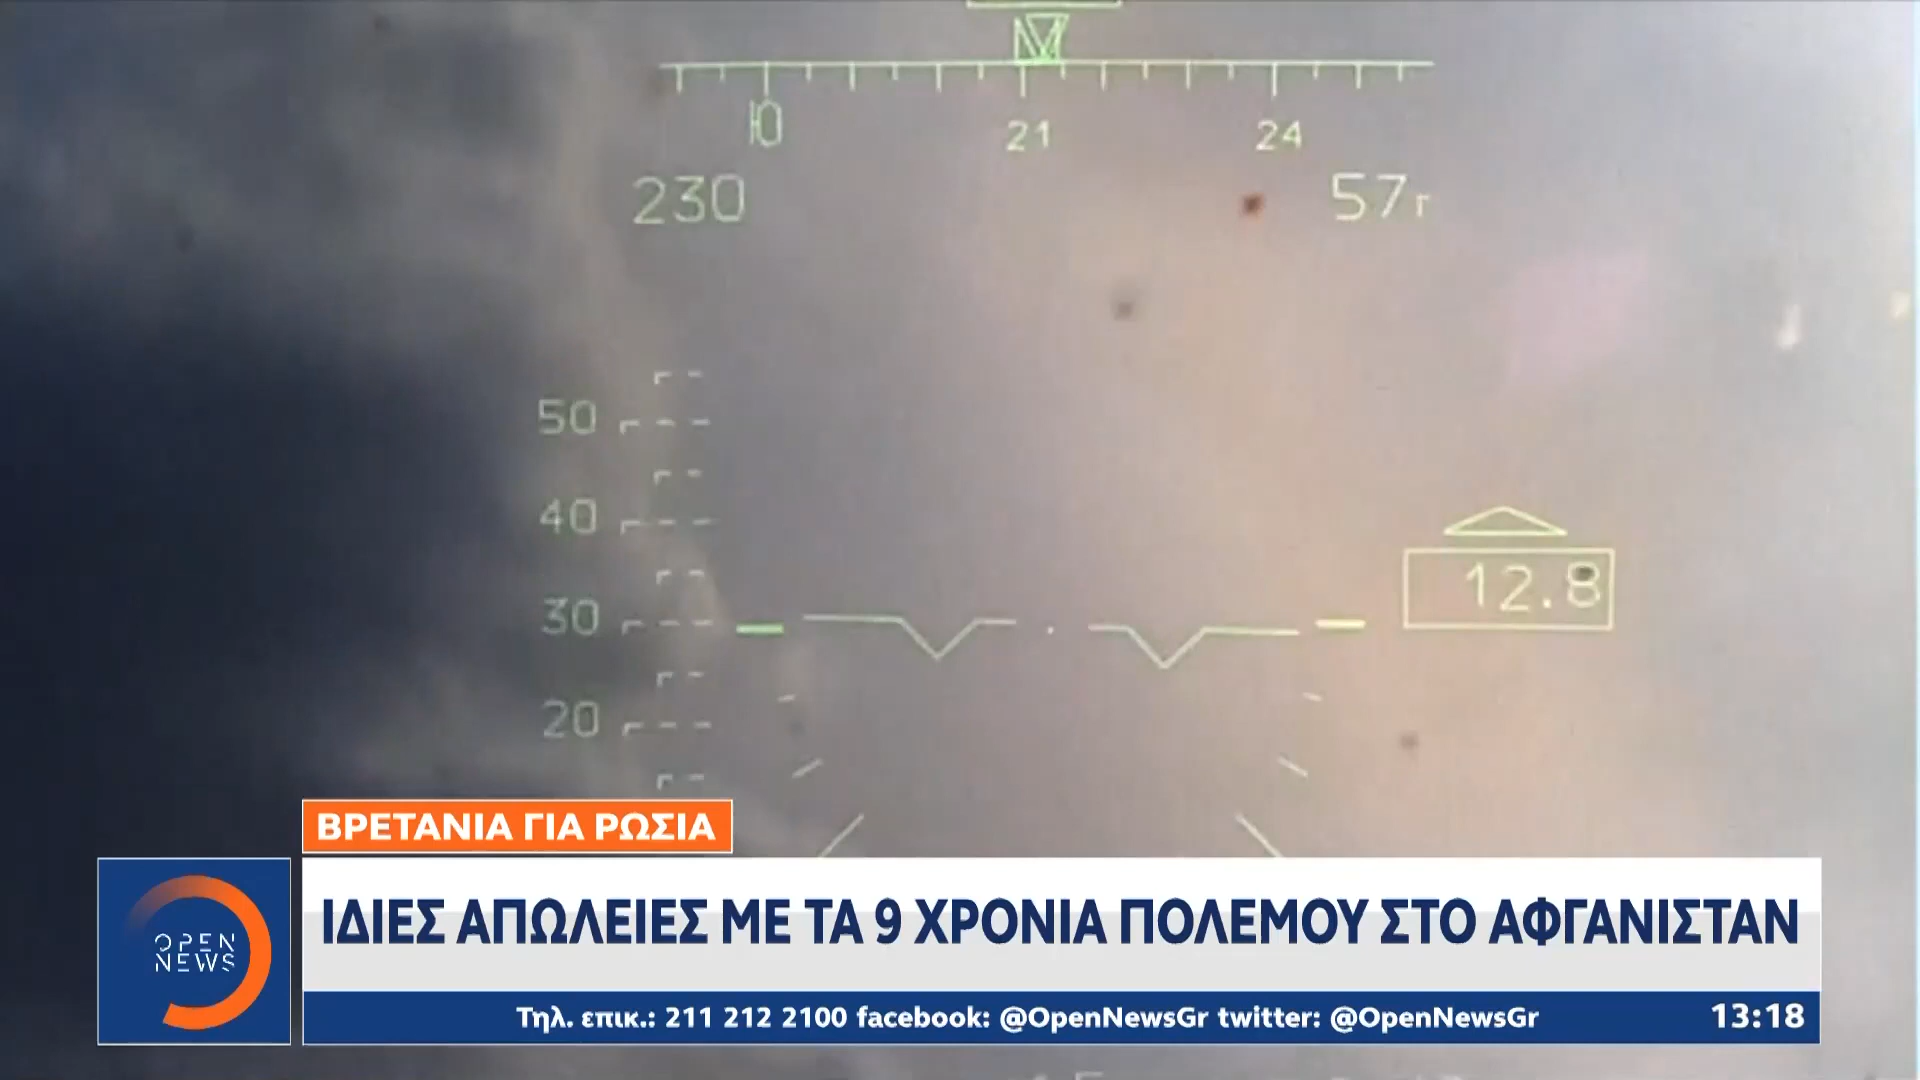 Ю 21 24
230 57г
50
40
12.8
30
20
ΒΡΕΤΑΝΙΑ ΓΙΑ ΡΩΣΙΑ
ΙΔΙΕΣ ΑΠΩΛΕΙΕΣ ΜΕ ΤΑ 9 ΧΡΟΝΙΑ ΠΟΛΕΜΟΥ ΣΤΟ ΑΦΓΑΝΙΣΤΑΝ
OPEN
NEWS
Τηλ. επικ.: 211 212 2100 facebook: @OpenNewsGr twitter: @OpenNewsGr 13:18